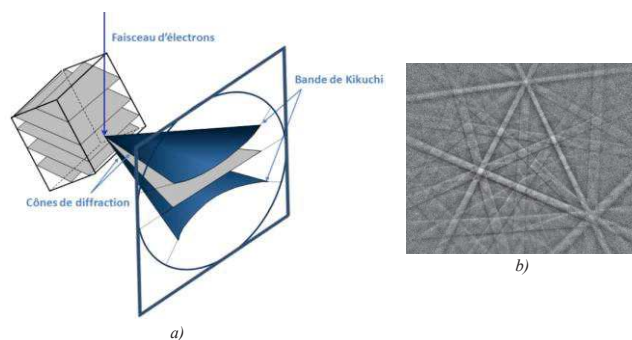 Faisceau d'électrons
Bande de Kikuchi
Cônes de diffraction
a)
b)